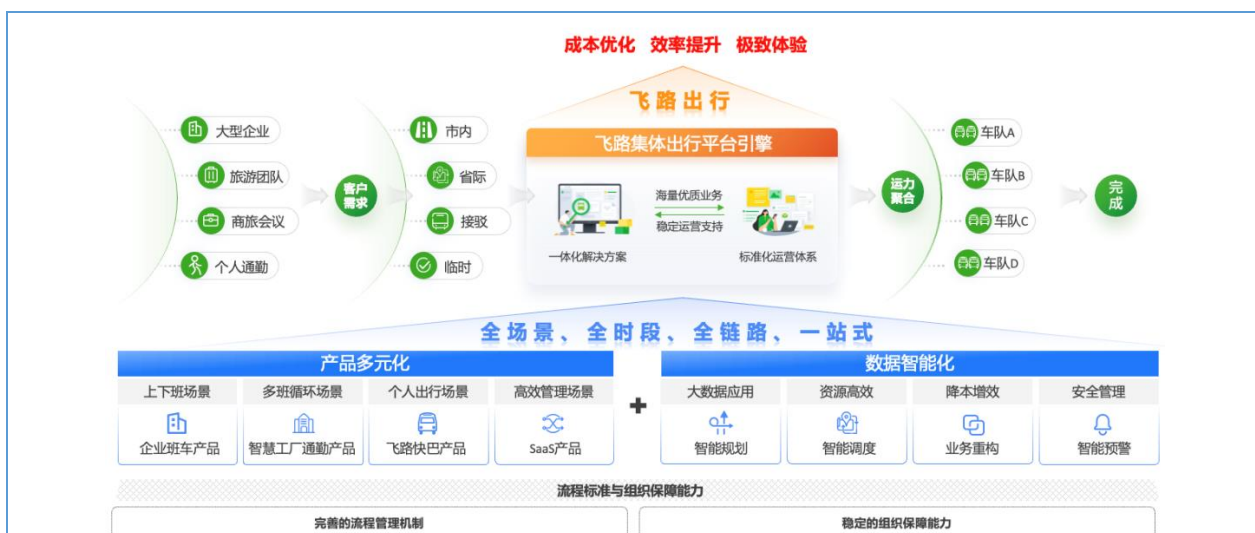 成本优化 效率提升 极致体验
飞路出行
飞路集体出行平台引擎
大型企业
旅游团队
商旅会议
个人通勤
客户
需求
市内
省际
接驳
临时
海量优质业务
稳定运营支持
一体化解决方案
标准化运营体系
运力
聚合
车队A
车队B
车队C
车队D
完
成
全场景、全时段、全链路、一站式
产品多元化
上下班场景 多班循环场景 个人出行场景 高效管理场景
企业班车产品 智慧工厂通勤产品 飞路快巴产品 SaaS产品
+
数据智能化
大数据应用 资源高效 降本增效 安全管理
智能规划 智能调度 业务重构 智能预警
流程标准与组织保障能力
完善的流程管理机制 稳定的组织保障能力